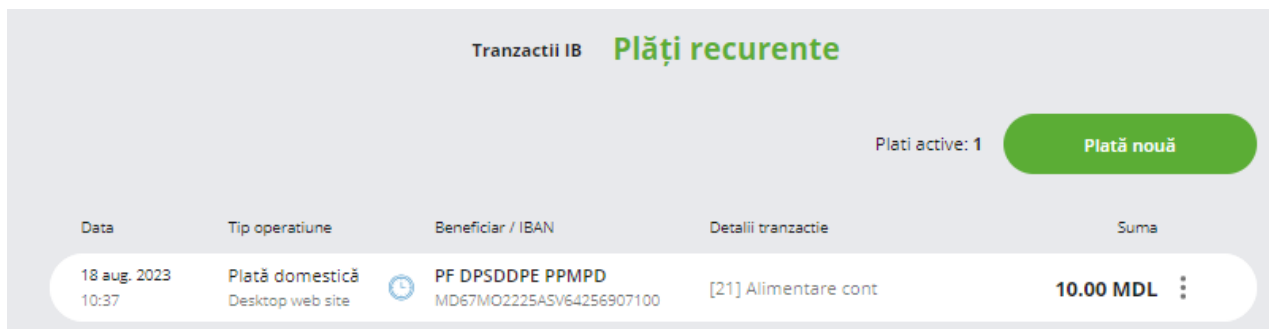 Tranzactii IB Plăți recurente
Plati active: 1 Plată nouă
Data Tip operatiune Beneficiar / IBAN Detalii tranzactie Suma
18 aug. 2023 Plată domestică PF DPSDDPE PPMPD [21] Alimentare cont 10.00 MDL
10:37 Desktop web site MD67MO2225ASV64256907100